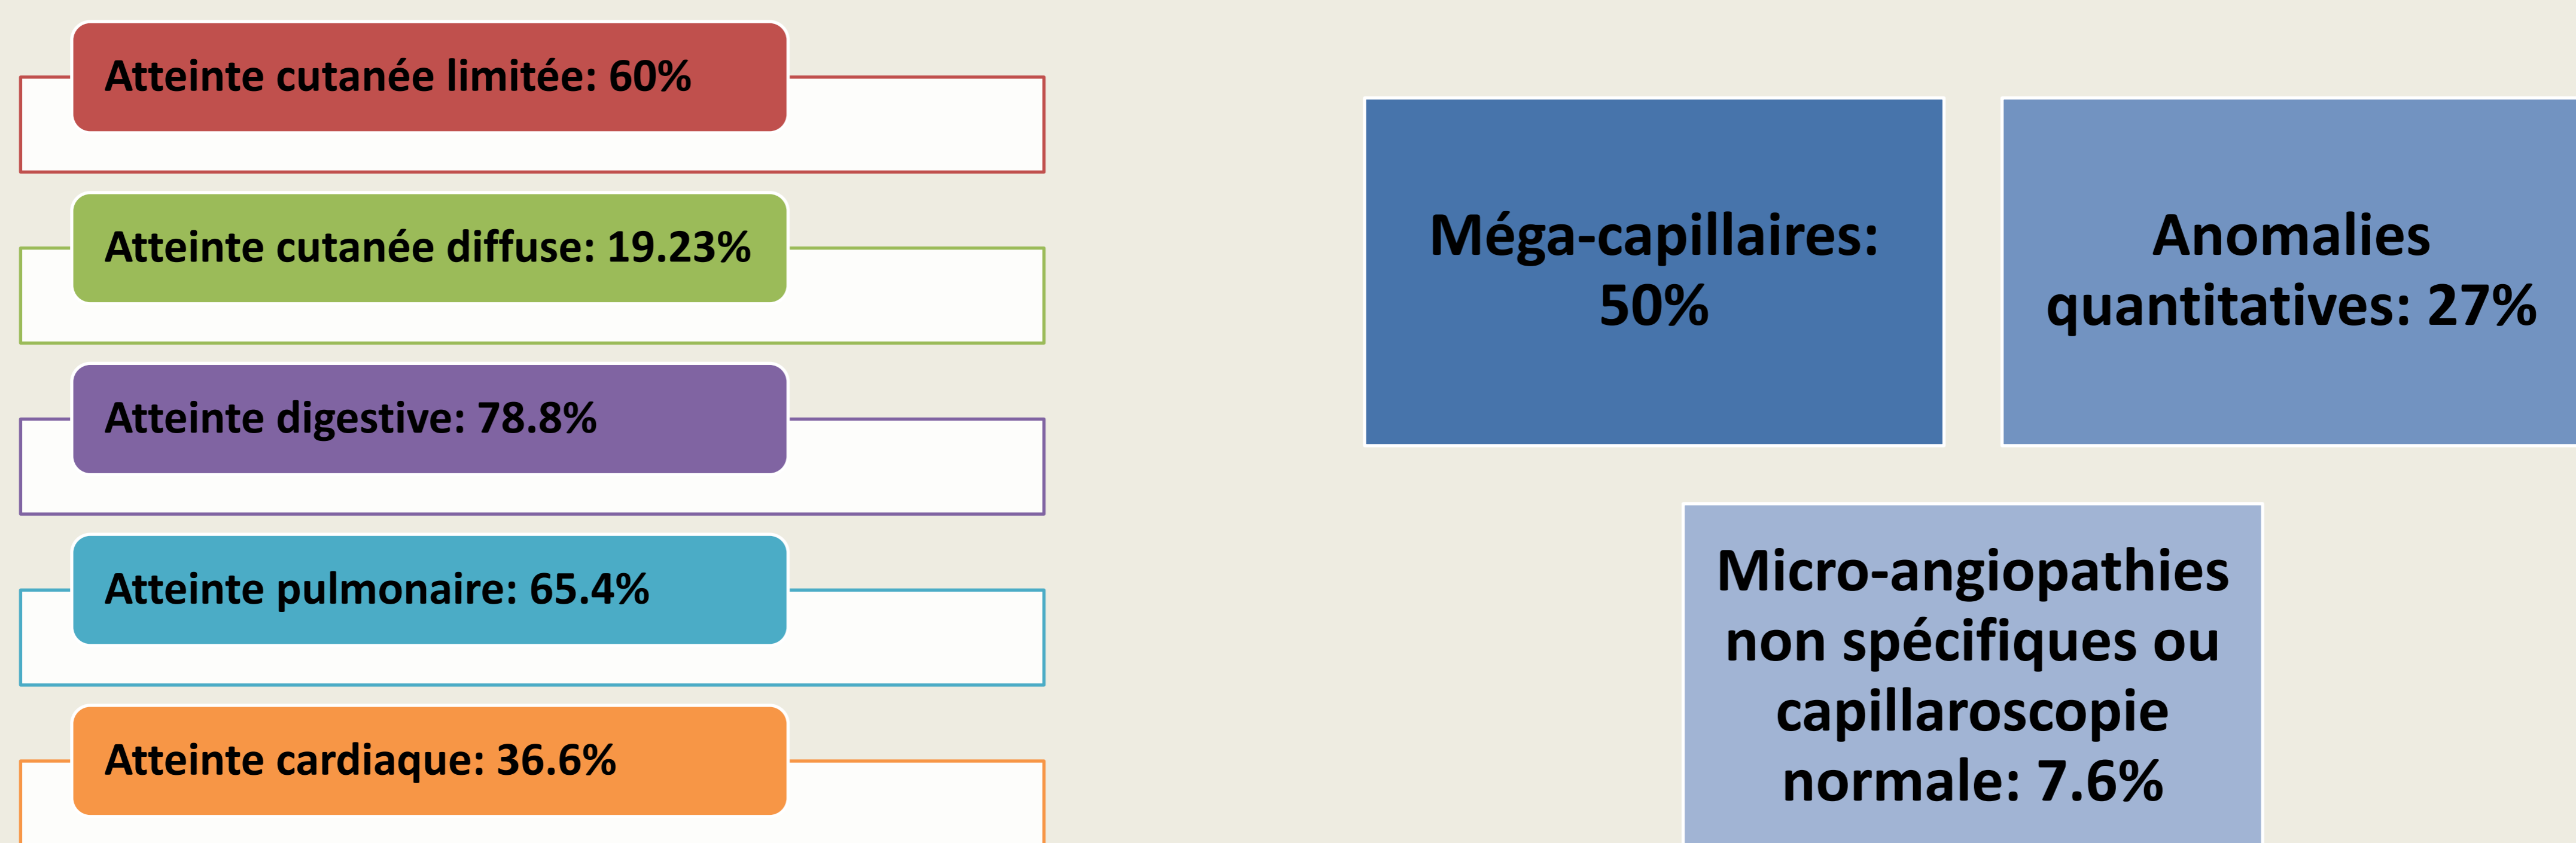 Atteinte cutanée limitée: 60%
Atteinte cutanée diffuse: 19.23%
Atteinte digestive: 78.8%
Atteinte pulmonaire: 65.4%
Atteinte cardiaque: 36.6%
Méga-capillaires:
50%
Anomalies
quantitatives: 27%
Micro-angiopathies
non spécifiques ou
capillaroscopie
normale: 7.6%